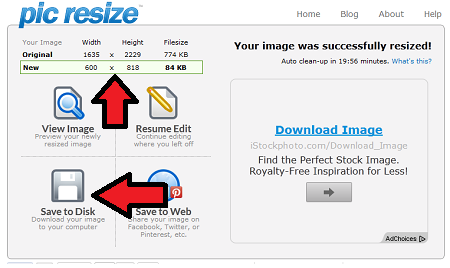 pic resize™
Home Blog About Help
Your Image Width Height Filesize
Original 1635 x 2229 774 KB
New 600 x 818 84 KB
Your image was successfully resized!
Auto clean-up in 19:56 minutes. What's this?
View Image
Preview your newly
resized image
Resume Edit
Continue editing
where you left off
Save to Disk
Download your image
to your computer
Save to Web
Share your image on
Facebook, Twitter, or
Pinterest, etc.
Download Image
iStockphoto.com/Download_Image
Find the Perfect Stock Image.
Royalty-Free Inspiration for Less!
AdChoices